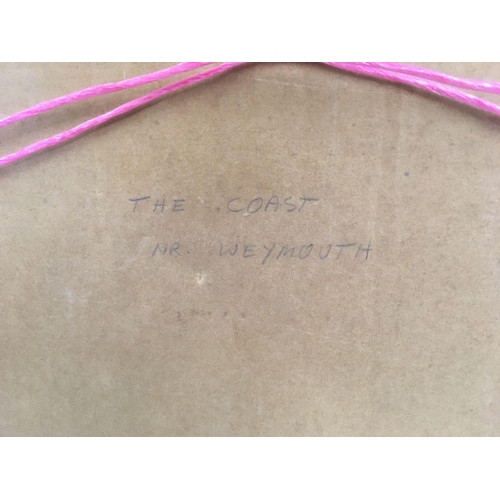 THE COAST
NR. WEYMOUTH